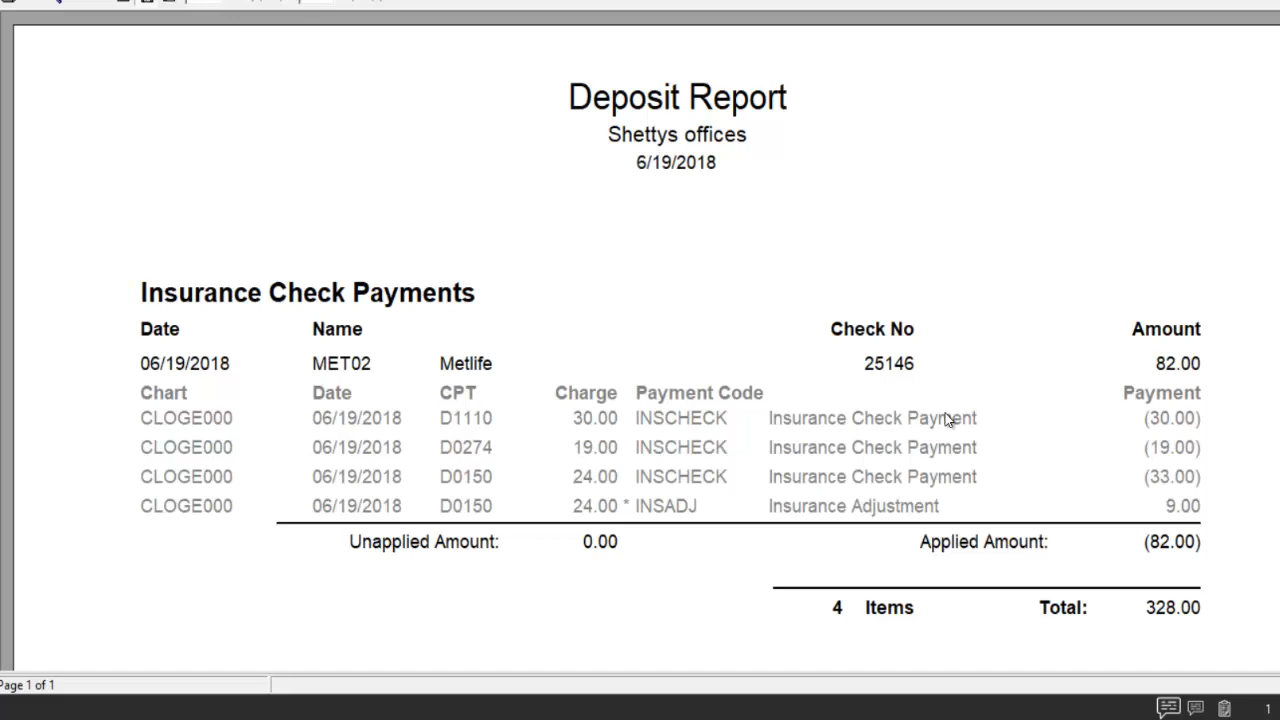 Deposit Report
Shettys offices
6/19/2018
Insurance Check Payments
Date Name Check No Amount
06/19/2018 MET02 Metlife 25146 82.00
Chart Date CPT Charge Payment Code Payment
CLOGE000 06/19/2018 D1110 30.00 INSCHECK Insurance Check Payment (30.00)
CLOGE000 06/19/2018 D0274 19.00 INSCHECK Insurance Check Payment (19.00)
CLOGE000 06/19/2018 D0150 24.00 INSCHECK Insurance Check Payment (33.00)
CLOGE000 06/19/2018 D0150 24.00 * INSADJ Insurance Adjustment 9.00
Unapplied Amount: 0.00 Applied Amount: (82.00)
4 Items Total: 328.00
Page 1 of 1
1